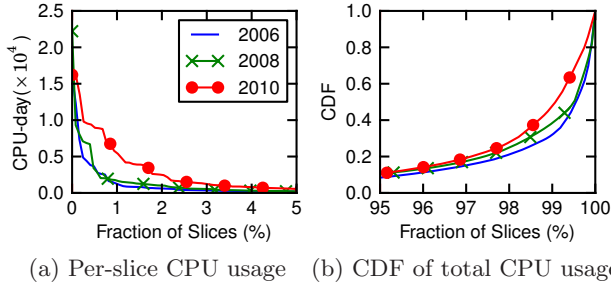 2.5
2.0
1.5
1.0
0.5
0.0
CPU-day(×10⁴)
2006
2008
2010
0 1 2 3 4 5
Fraction of Slices (%)
1.0
0.8
0.6
0.4
0.2
0.0
CDF
95 96 97 98 99 100
Fraction of Slices (%)
(a) Per-slice CPU usage (b) CDF of total CPU usage